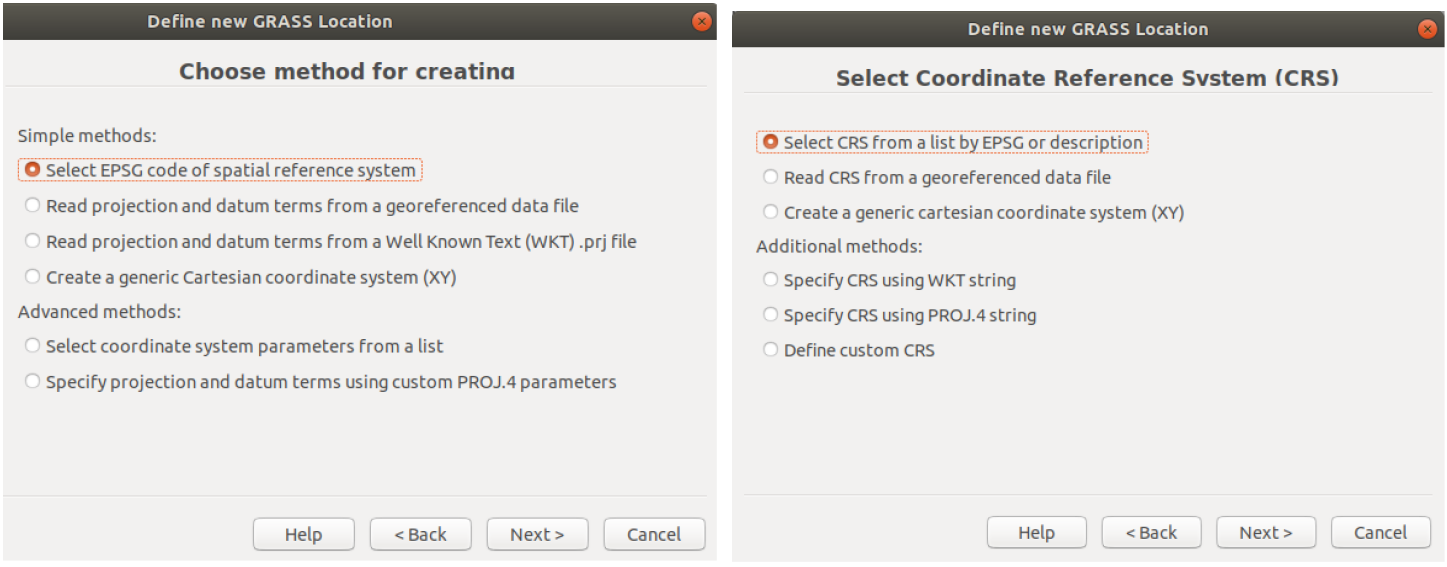 Define new GRASS Location
Choose method for creating
Simple methods:
Select EPSG code of spatial reference system
Read projection and datum terms from a georeferenced data file
Read projection and datum terms from a Well Known Text (WKT) .prj file
Create a generic Cartesian coordinate system (XY)
Advanced methods:
Select coordinate system parameters from a list
Specify projection and datum terms using custom PROJ.4 parameters
Help
< Back
Next >
Cancel
Define new GRASS Location
Select Coordinate Reference System (CRS)
Select CRS from a list by EPSG or description
Read CRS from a georeferenced data file
Create a generic cartesian coordinate system (XY)
Additional methods:
Specify CRS using WKT string
Specify CRS using PROJ.4 string
Define custom CRS
Help
< Back
Next >
Cancel